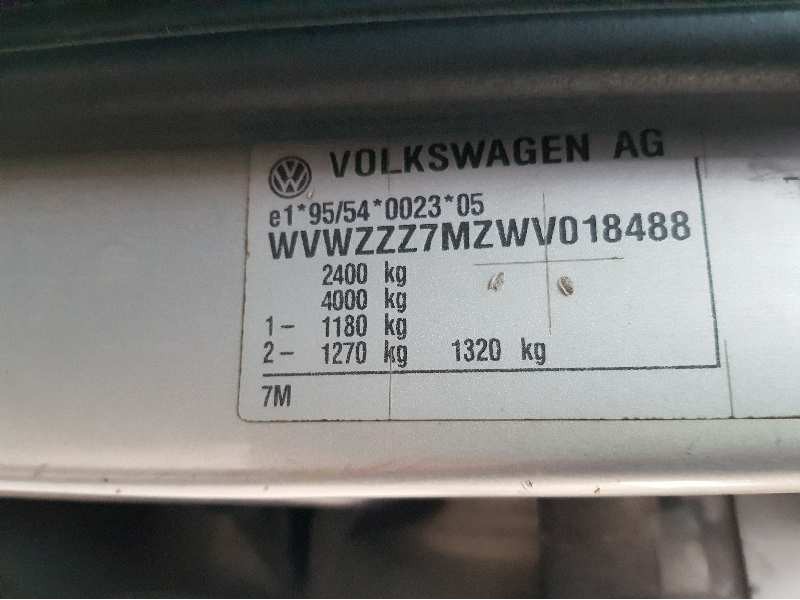 VOLKSWAGEN AG
e1*95/54*0023*05
WVWZZZ7MZWV018488
2400 kg
4000 kg
1- 1180 kg
2- 1270 kg 1320 kg
7M